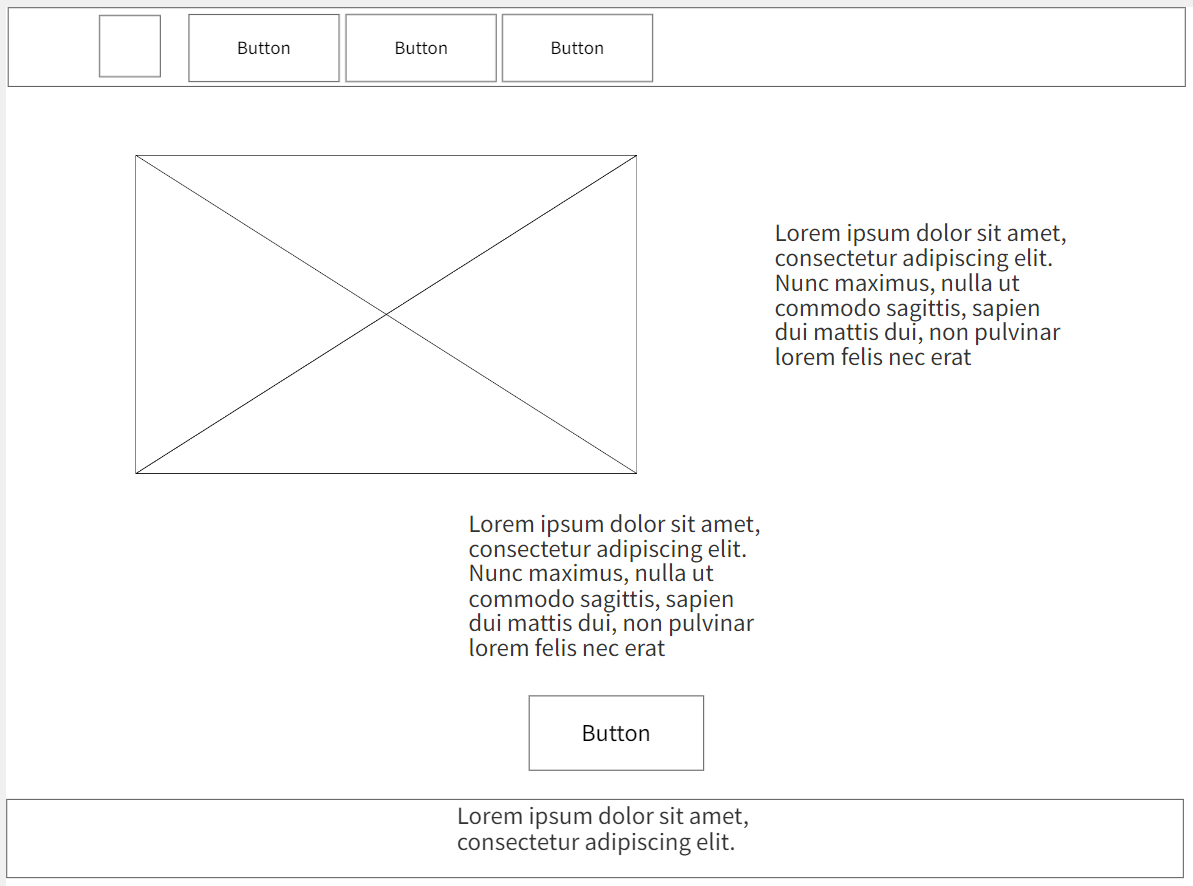 Button
Button
Button
Lorem ipsum dolor sit amet,
consectetur adipiscing elit.
Nunc maximus, nulla ut
commodo sagittis, sapien
dui mattis dui, non pulvinar
lorem felis nec erat
Lorem ipsum dolor sit amet,
consectetur adipiscing elit.
Nunc maximus, nulla ut
commodo sagittis, sapien
dui mattis dui, non pulvinar
lorem felis nec erat
Button
Lorem ipsum dolor sit amet,
consectetur adipiscing elit.